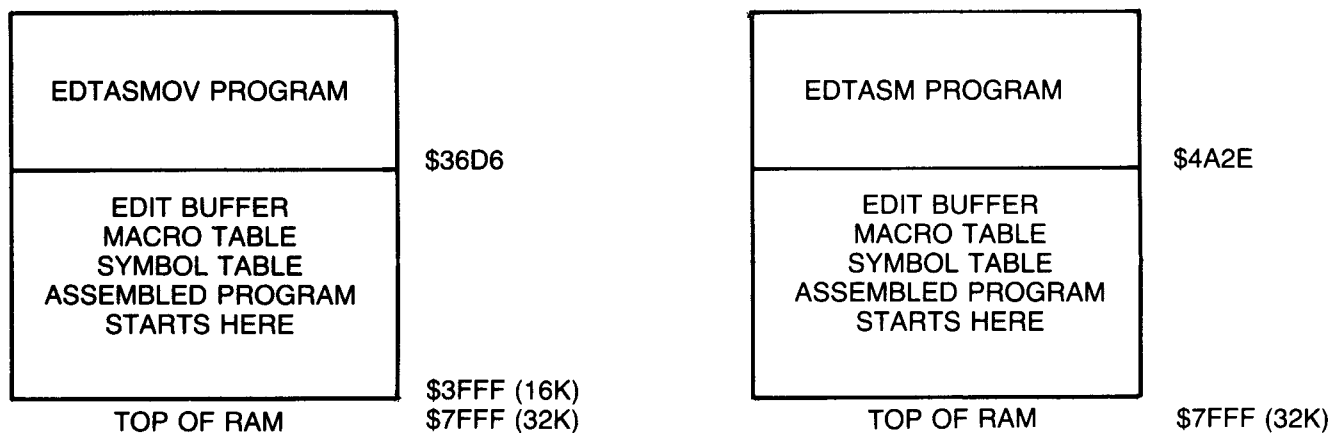 EDTASMOV PROGRAM
$36D6
EDIT BUFFER
MACRO TABLE
SYMBOL TABLE
ASSEMBLED PROGRAM
STARTS HERE
$3FFF (16K)
TOP OF RAM $7FFF (32K)
EDTASM PROGRAM
$4A2E
EDIT BUFFER
MACRO TABLE
SYMBOL TABLE
ASSEMBLED PROGRAM
STARTS HERE
TOP OF RAM $7FFF (32K)